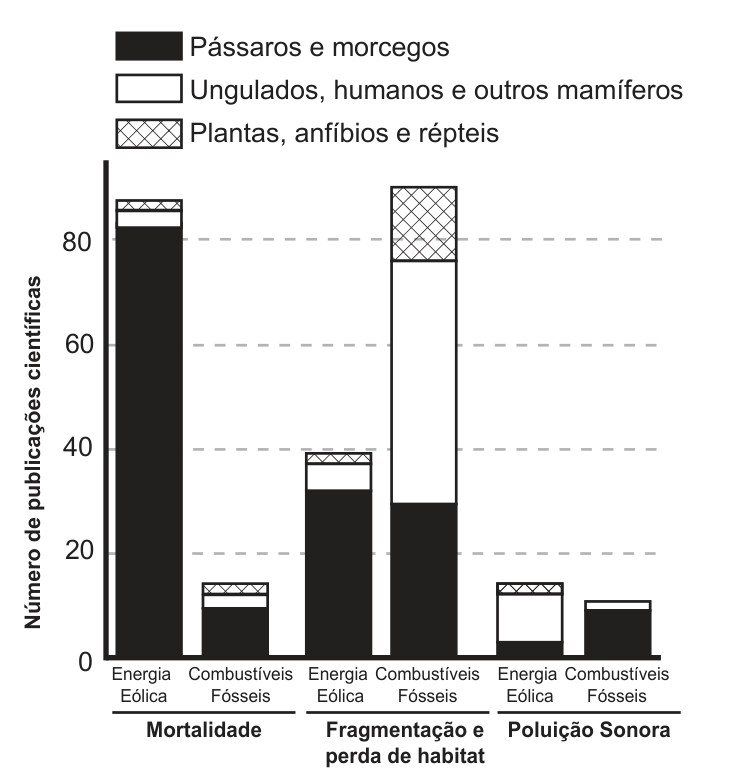 Pássaros e morcegos
Ungulados, humanos e outros mamíferos
Plantas, anfíbios e répteis
Número de publicações científicas
80
60
40
20
0
Energia Eólica
Combustíveis Fósseis
Energia Eólica
Combustíveis Fósseis
Energia Eólica
Combustíveis Fósseis
Mortalidade
Fragmentação e
perda de habitat
Poluição Sonora